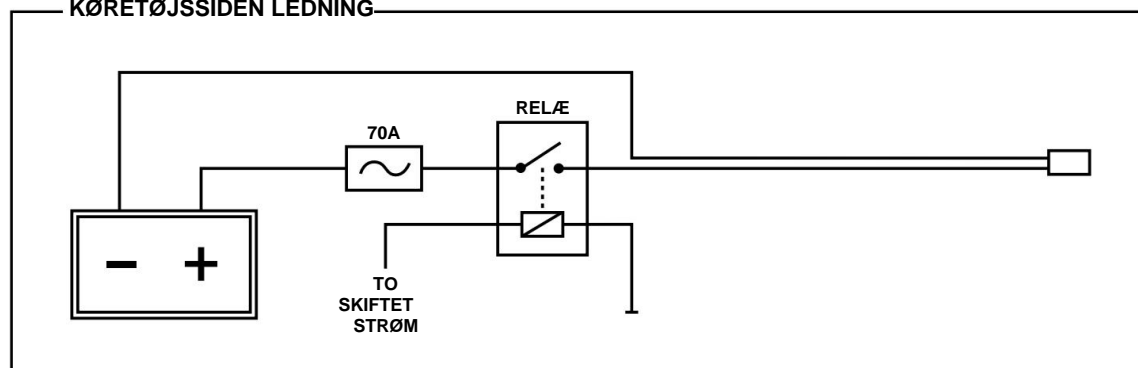 KØRETØJSSIDEN LEDNING
RELÆ
70A
− +
TO
SKIFTET
STRØM